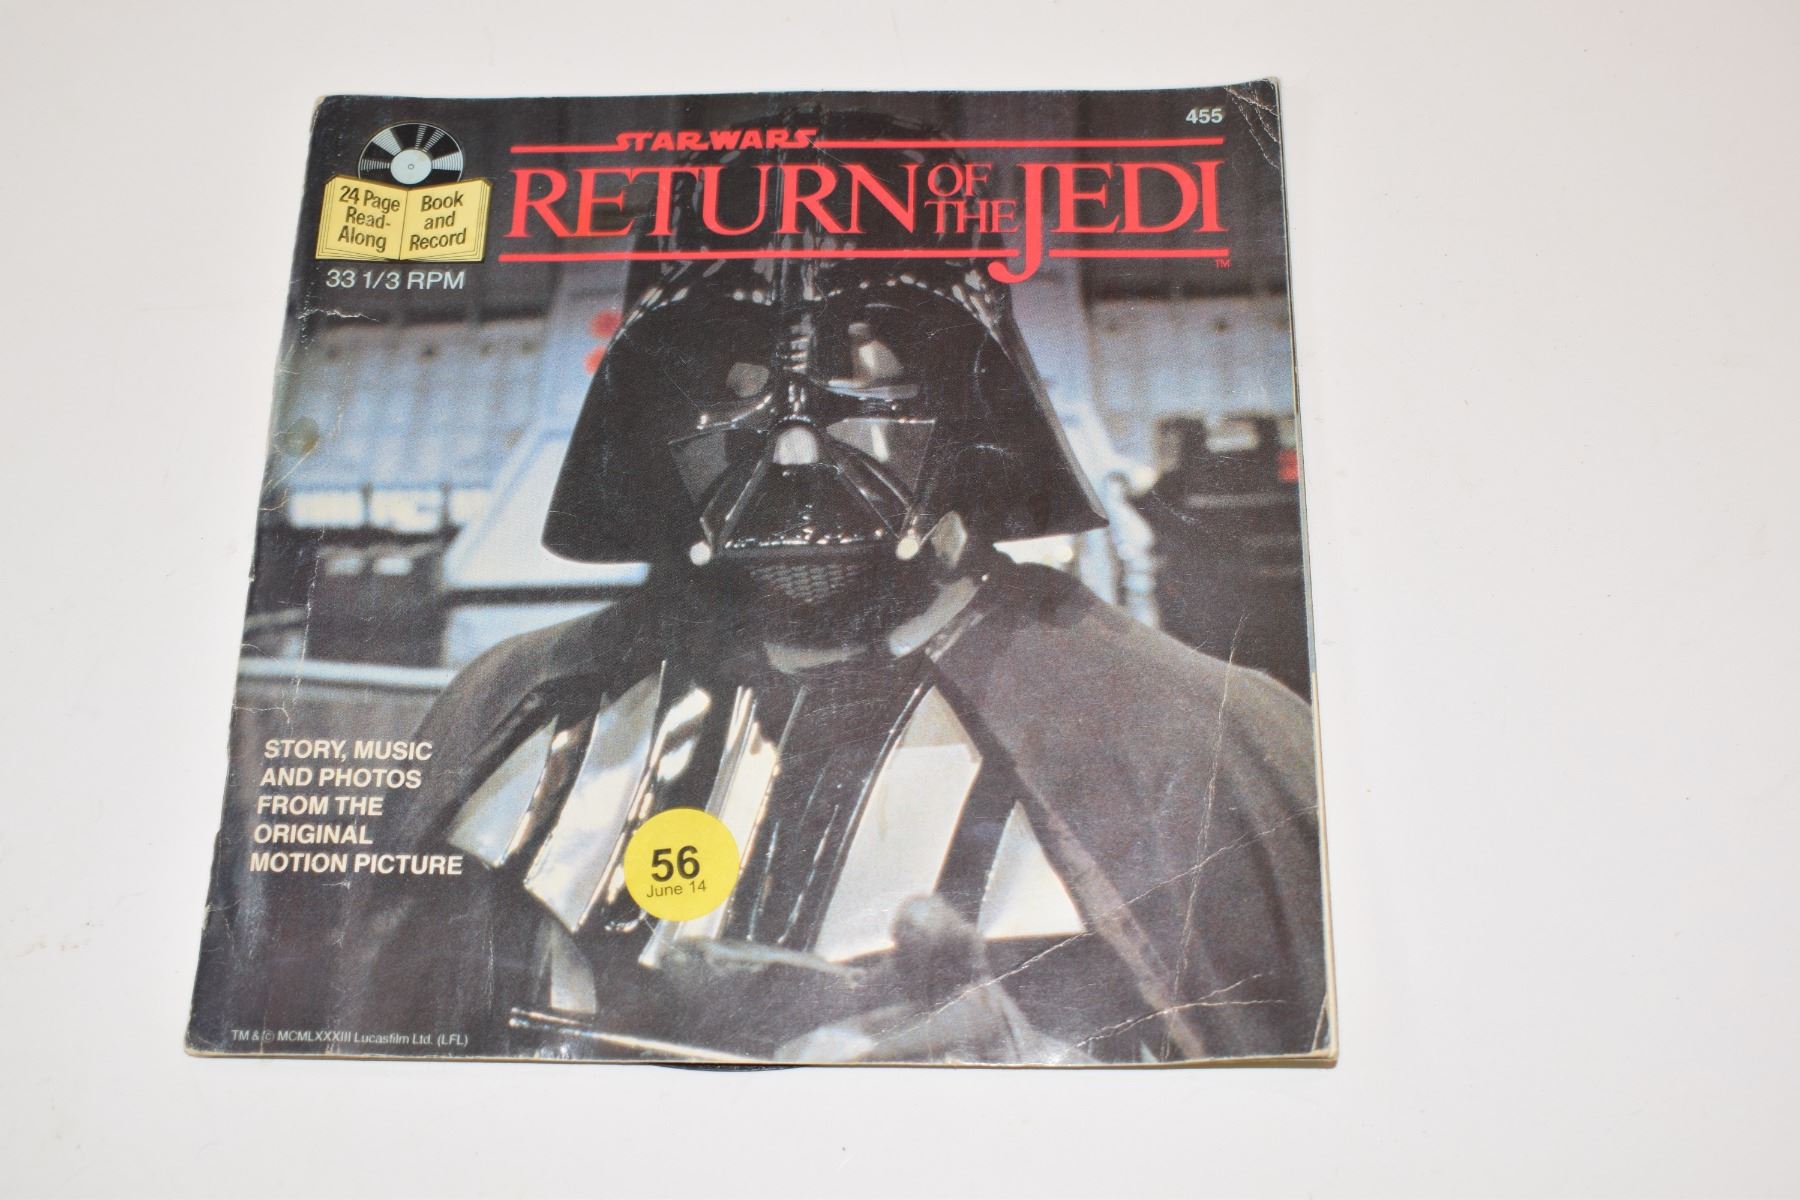 455
STAR WARS
RETURN OF THE JEDI
TM
24 Page
Read-
Along
Book
and
Record
33 1/3 RPM
STORY, MUSIC
AND PHOTOS
FROM THE
ORIGINAL
MOTION PICTURE
56
June 14
TM & © MCMLXXXIII Lucasfilm Ltd. (LFL)